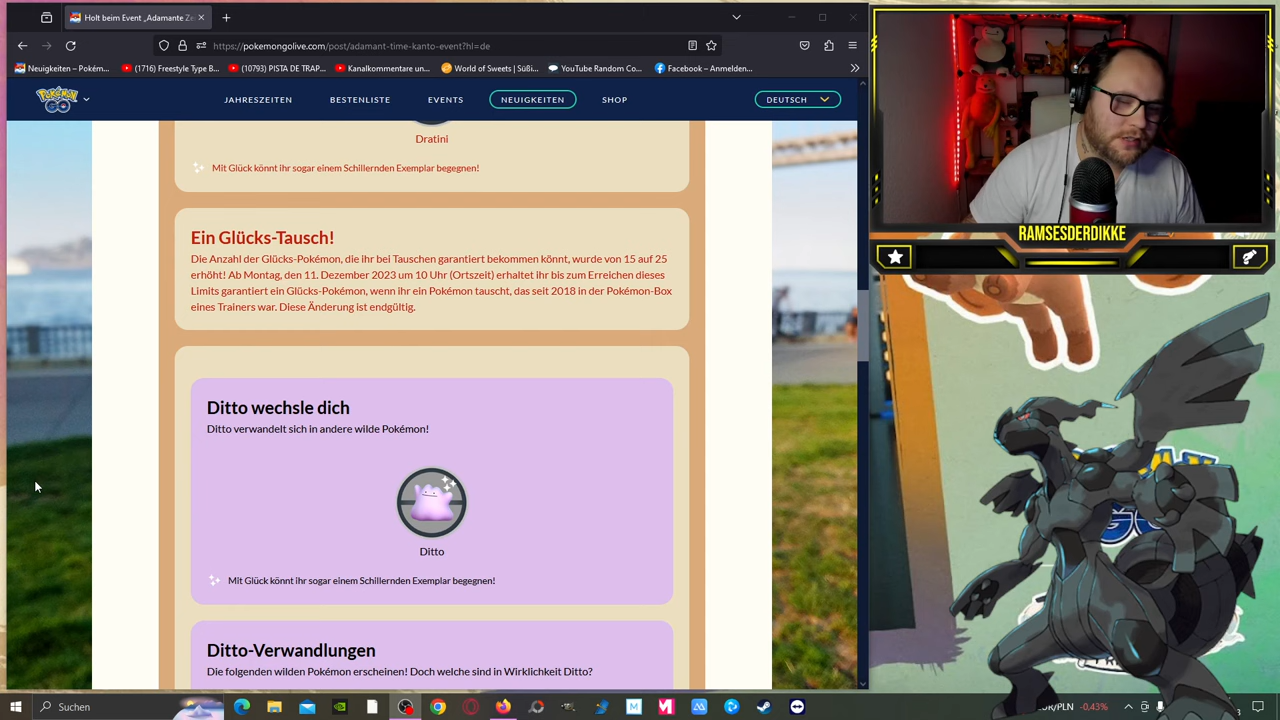 Holt beim Event „Adamante Ze
https://pokemongolive.com/post/adamant-time-kanto-event?hl=de
Neuigkeiten – Pokém...
(1716) Freestyle Type B...
(10793) PISTA DE TRAP...
Kanalkommentare un...
World of Sweets | Süßi...
YouTube Random Co...
Facebook – Anmelden...
Pokémon GO
JAHRESZEITEN
BESTENLISTE
EVENTS
NEUIGKEITEN
SHOP
DEUTSCH
Dratini
Mit Glück könnt ihr sogar einem Schillernden Exemplar begegnen!
Ein Glücks-Tausch!
Die Anzahl der Glücks-Pokémon, die ihr bei Tauschen garantiert bekommen könnt, wurde von 15 auf 25
erhöht! Ab Montag, den 11. Dezember 2023 um 10 Uhr (Ortszeit) erhaltet ihr bis zum Erreichen dieses
Limits garantiert ein Glücks-Pokémon, wenn ihr ein Pokémon tauscht, das seit 2018 in der Pokémon-Box
eines Trainers war. Diese Änderung ist endgültig.
Ditto wechsle dich
Ditto verwandelt sich in andere wilde Pokémon!
Ditto
Mit Glück könnt ihr sogar einem Schillernden Exemplar begegnen!
Ditto-Verwandlungen
Die folgenden wilden Pokémon erscheinen! Doch welche sind in Wirklichkeit Ditto?
RAMSESDERDIKKE
GO
Suchen
EUR/PLN -0,43%